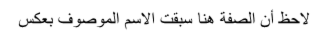 لاحظ أن الصفة هنا سبقت الاسم الموصوف بعكس